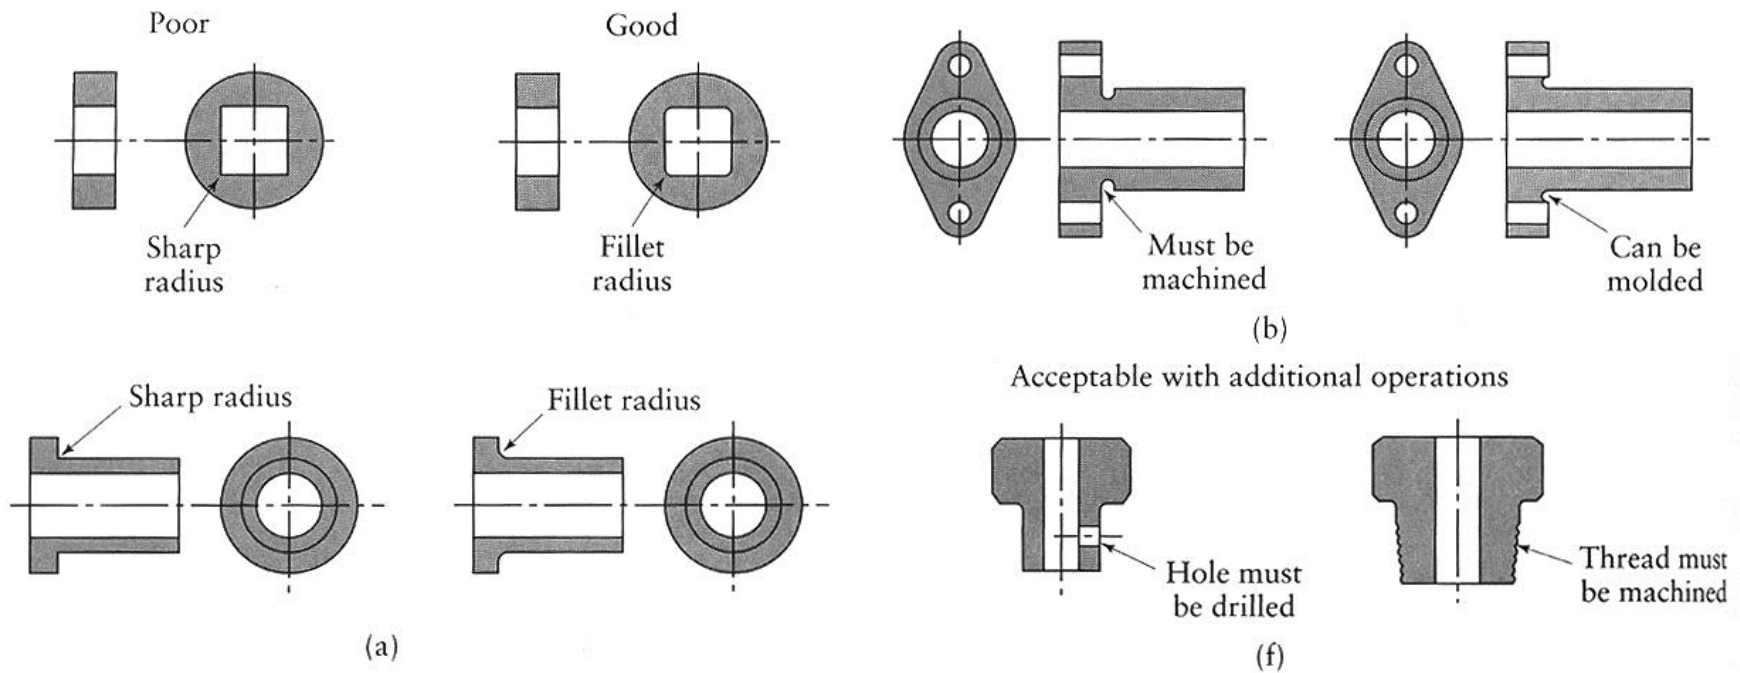 Poor
Good
Sharp
radius
Fillet
radius
Must be
machined
Can be
molded
(b)
Sharp radius
Fillet radius
(a)
Acceptable with additional operations
Hole must
be drilled
Thread must
be machined
(f)